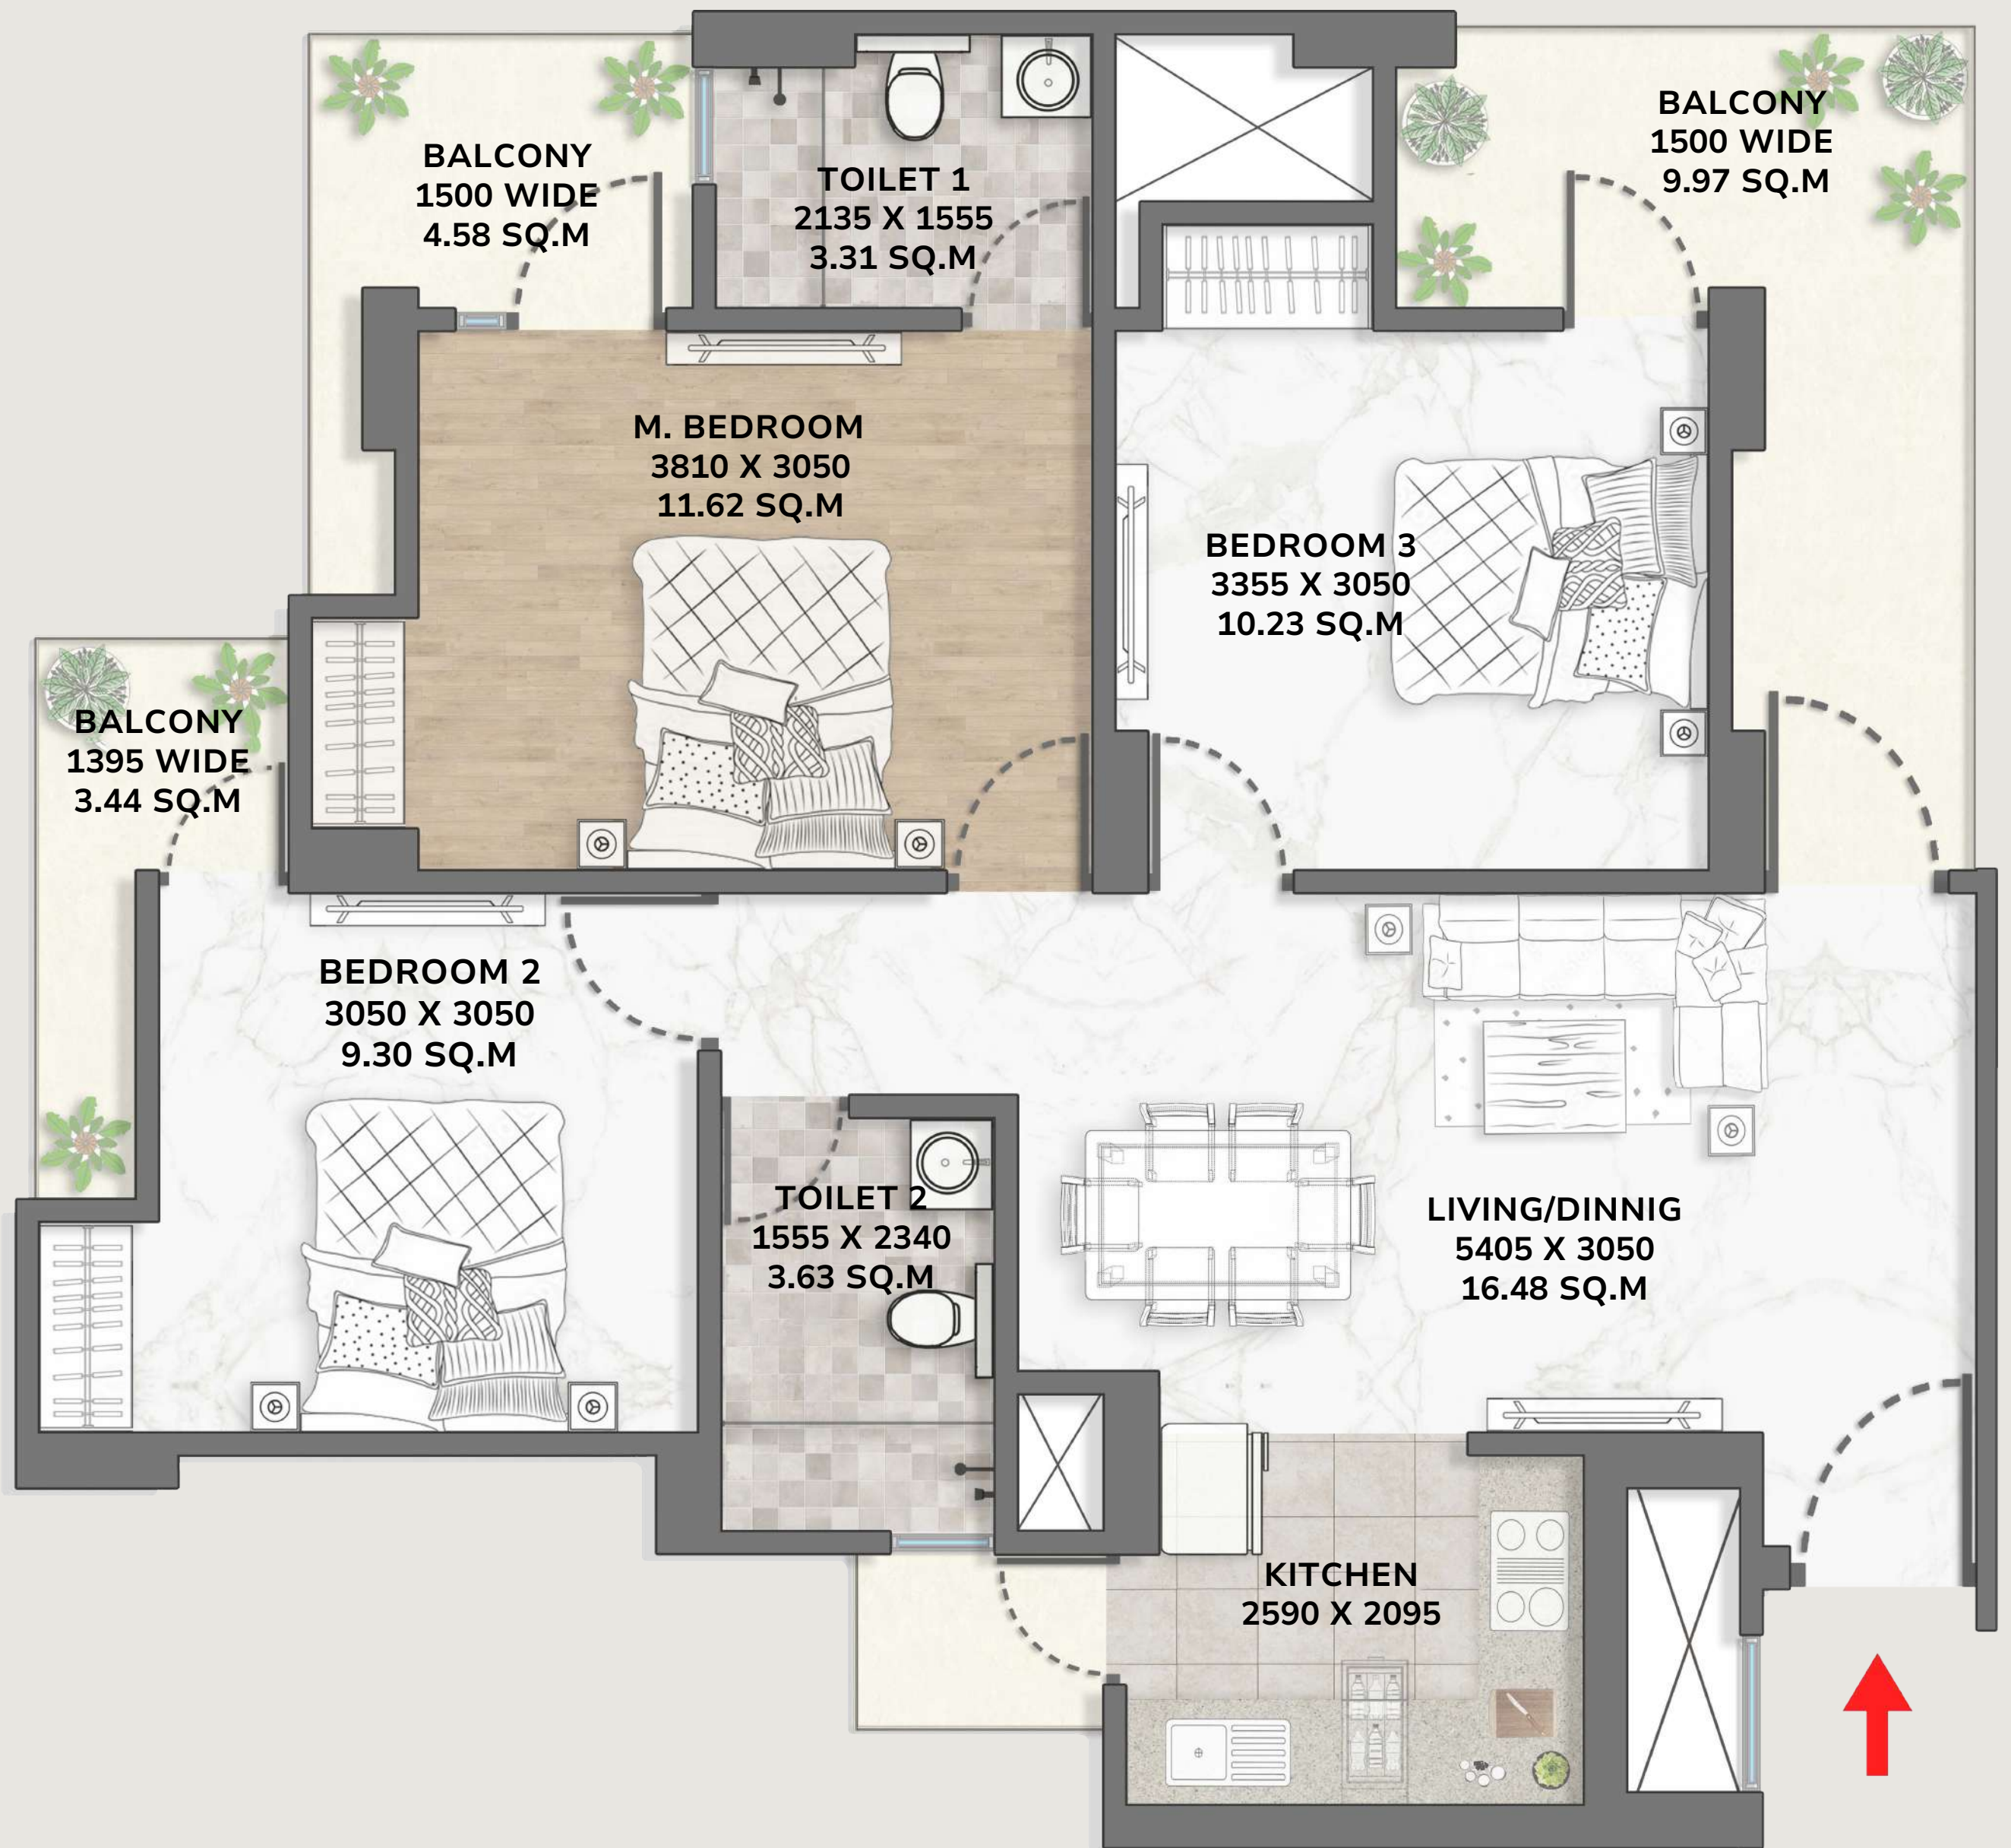 BALCONY
1500 WIDE
4.58 SQ.M
TOILET 1
2135 X 1555
3.31 SQ.M
BALCONY
1500 WIDE
9.97 SQ.M
M. BEDROOM
3810 X 3050
11.62 SQ.M
BEDROOM 3
3355 X 3050
10.23 SQ.M
BALCONY
1395 WIDE
3.44 SQ.M
BEDROOM 2
3050 X 3050
9.30 SQ.M
TOILET 2
1555 X 2340
3.63 SQ.M
LIVING/DINNIG
5405 X 3050
16.48 SQ.M
KITCHEN
2590 X 2095